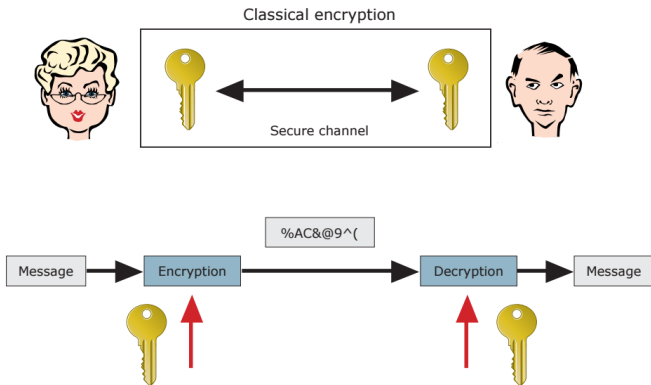 Classical encryption
Secure channel
%AC&@9^(
Message
Encryption
Decryption
Message